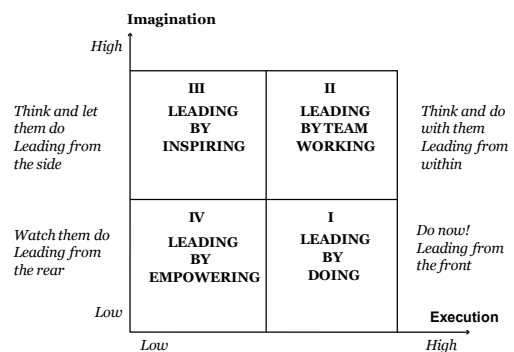 Imagination
High
III
LEADING
BY
INSPIRING
II
LEADING
BY TEAM
WORKING
Think and let
them do
Leading from
the side
Think and do
with them
Leading from
within
IV
LEADING
BY
EMPOWERING
I
LEADING
BY
DOING
Watch them do
Leading from
the rear
Do now!
Leading from
the front
Low
Execution
Low
High